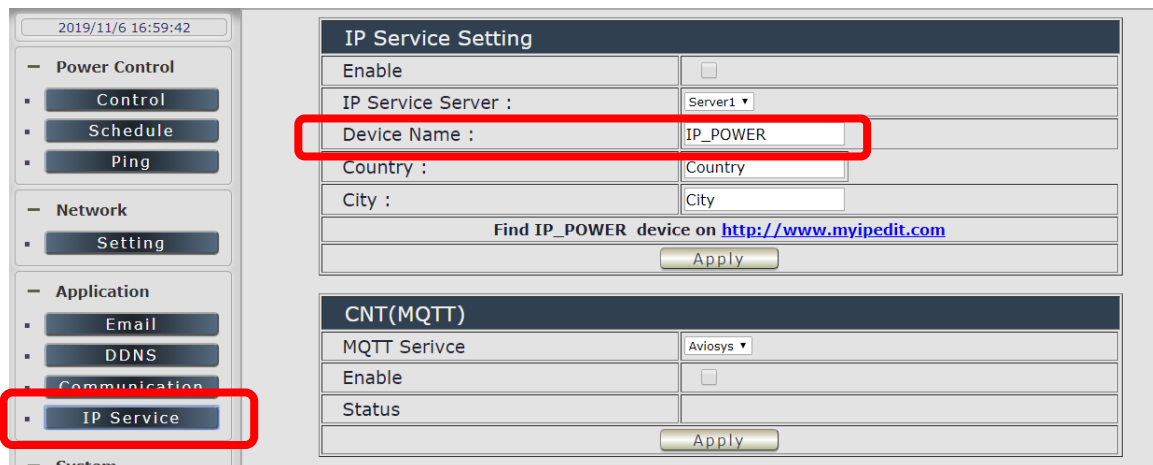 2019/11/6 16:59:42
Power Control
Control
Schedule
Ping
Network
Setting
Application
Email
DDNS
Communication
IP Service
System
IP Service Setting
Enable
IP Service Server : Server1
Device Name : IP_POWER
Country : Country
City : City
Find IP_POWER device on http://www.myipedit.com
Apply
CNT(MQTT)
MQTT Serivce Aviosys
Enable
Status
Apply